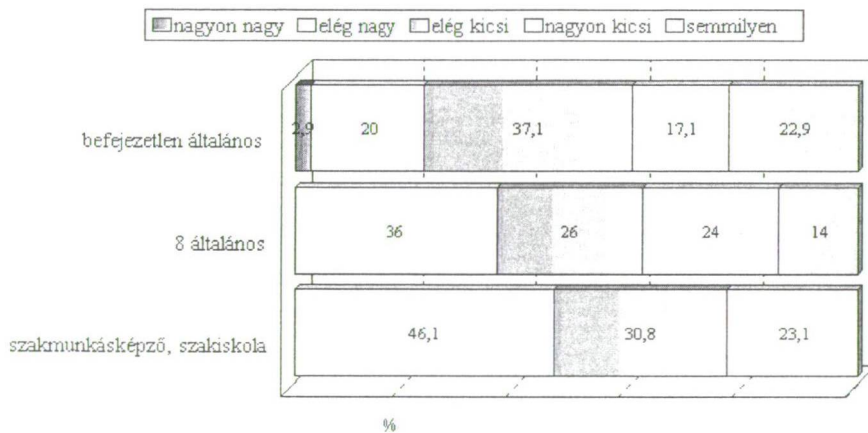 nagyon nagy elég nagy elég kicsi nagyon kicsi semmilyen
befejezetlen általános 2,9 20 37,1 17,1 22,9
8 általános 36 26 24 14
szakmunkásképző, szakiskola 46,1 30,8 23,1
%